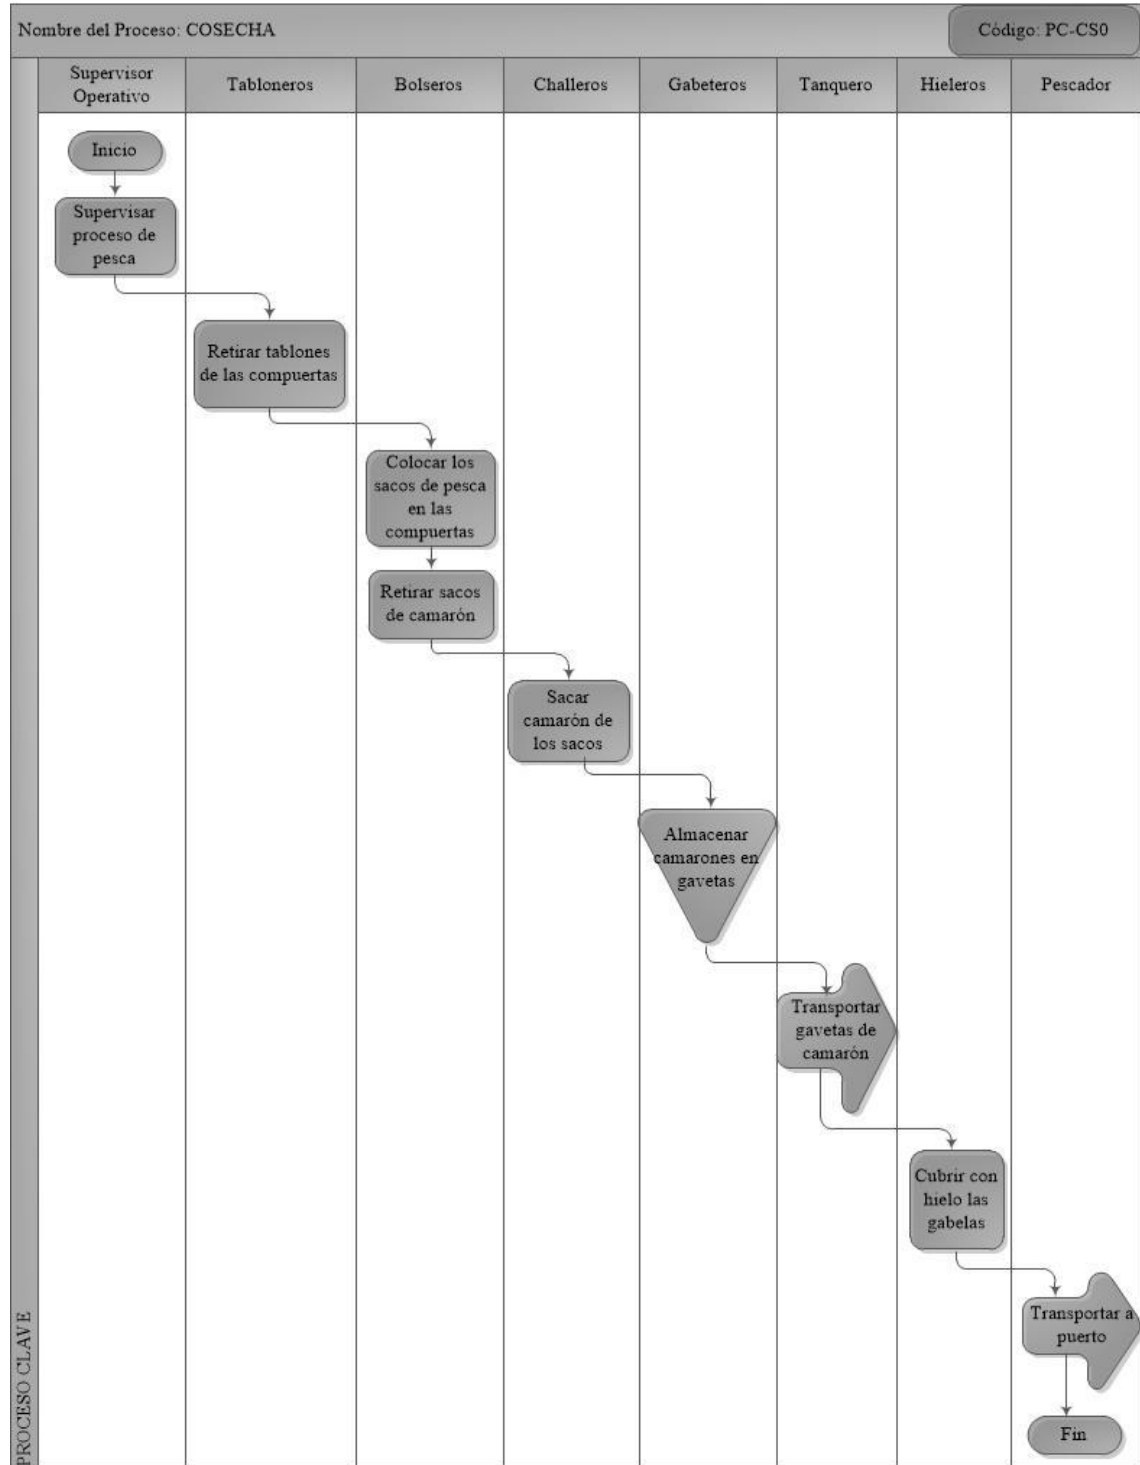 Nombre del Proceso: COSECHA
Código: PC-CS0
Supervisor
Operativo
Tabloneros
Bolseros
Challeros
Gabeteros
Tanquero
Hieleros
Pescador
Inicio
Supervisar
proceso de
pesca
Retirar tablones
de las compuertas
Colocar los
sacos de pesca
en las
compuertas
Retirar sacos
de camarón
Sacar
camarón de
los sacos
Almacenar
camarones en
gavetas
Transportar
gavetas de
camarón
Cubrir con
hielo las
gabelas
Transportar a
puerto
Fin
PROCESO CLAVE